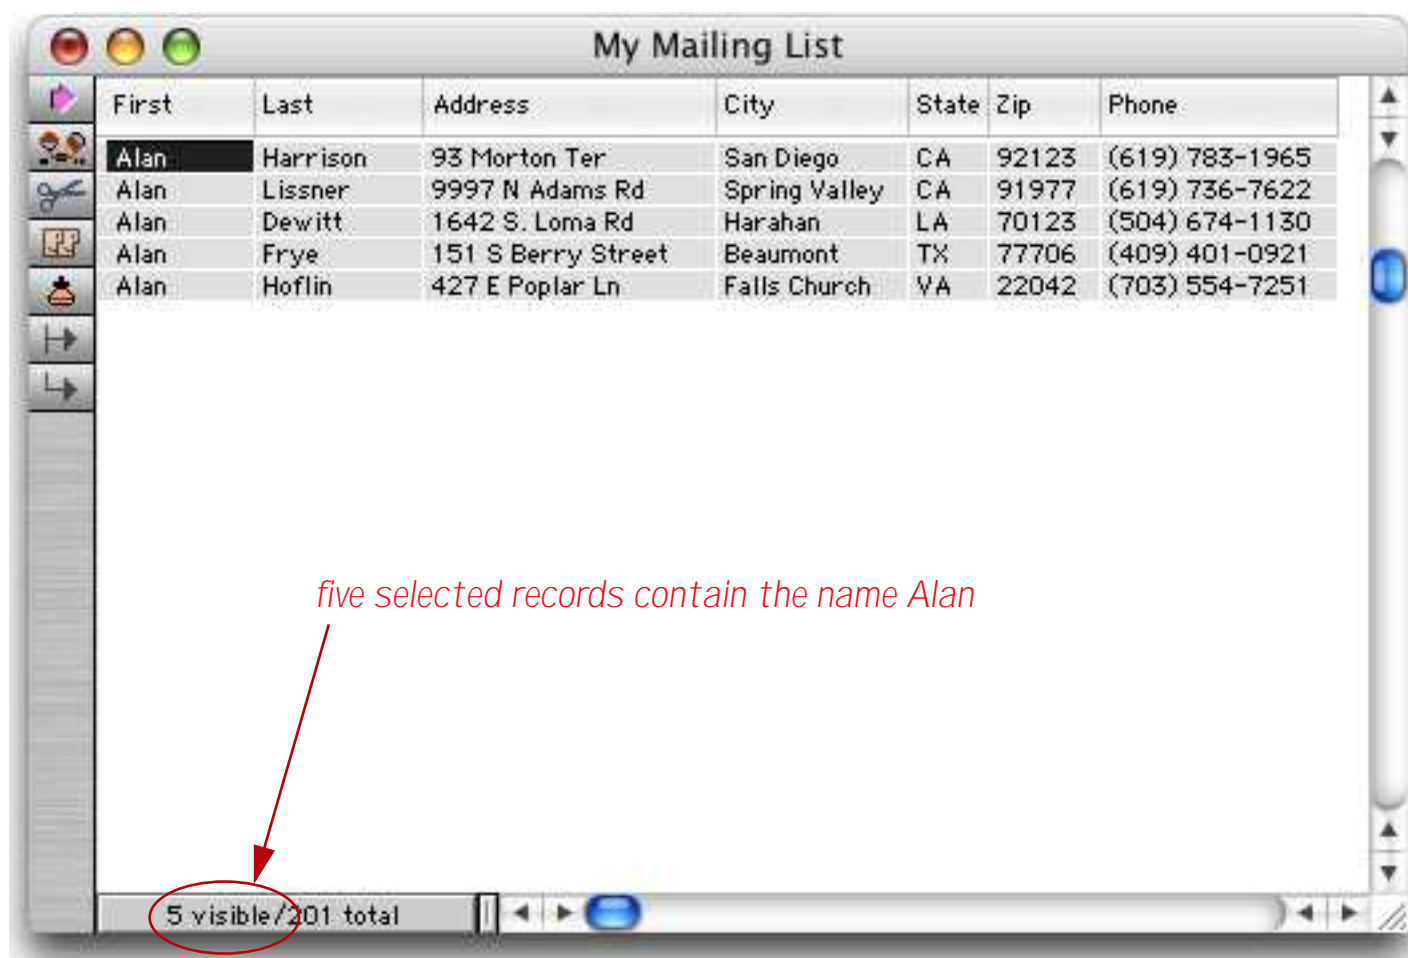 My Mailing List
First Last Address City State Zip Phone
Alan Harrison 93 Morton Ter San Diego CA 92123 (619) 783-1965
Alan Lissner 9997 N Adams Rd Spring Valley CA 91977 (619) 736-7622
Alan Dewitt 1642 S. Loma Rd Harahan LA 70123 (504) 674-1130
Alan Frye 151 S Berry Street Beaumont TX 77706 (409) 401-0921
Alan Hoflin 427 E Poplar Ln Falls Church VA 22042 (703) 554-7251
five selected records contain the name Alan
5 visible/201 total